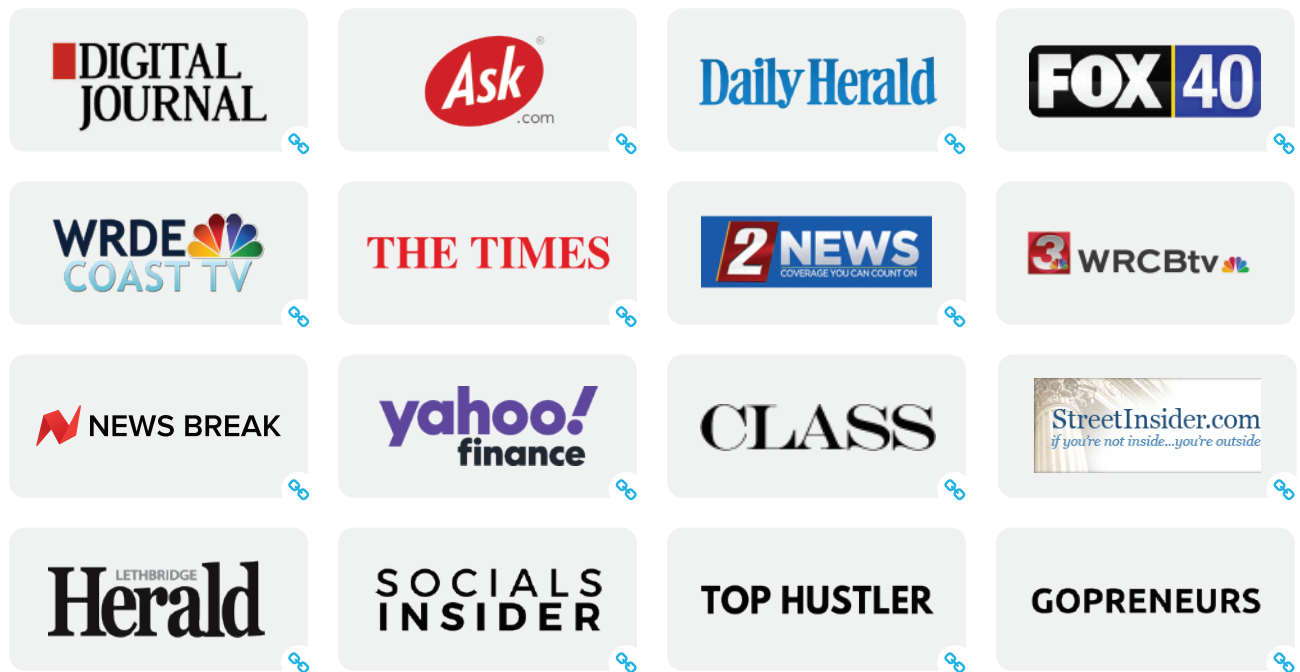 DIGITAL
JOURNAL
Ask®
.com
Daily Herald
FOX 40
WRDE
COAST TV
THE TIMES
2 NEWS
COVERAGE YOU CAN COUNT ON
3 WRCBtv
NEWS BREAK
yahoo!
finance
CLASS
StreetInsider.com
if you're not inside...you're outside
LETHBRIDGE
Herald
SOCIALS
INSIDER
TOP HUSTLER
GOPRENEURS